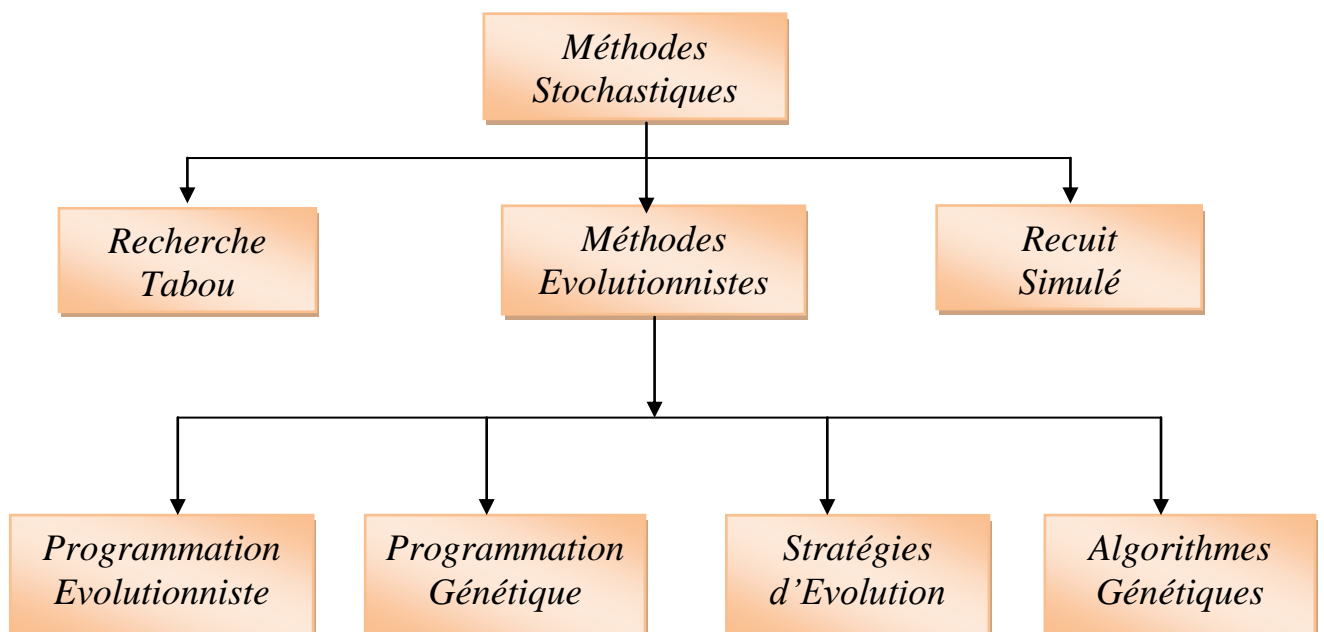 Méthodes
Stochastiques
Recherche
Tabou
Méthodes
Evolutionnistes
Recuit
Simulé
Programmation
Evolutionniste
Programmation
Génétique
Stratégies
d’Evolution
Algorithmes
Génétiques